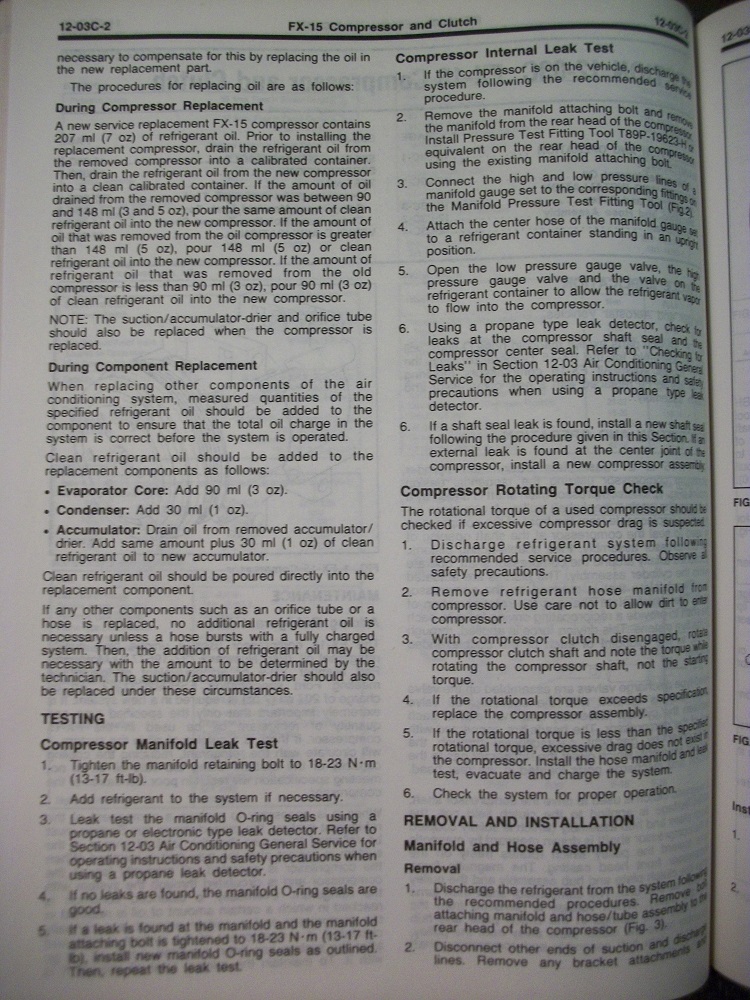 12-03C-2
FX-15 Compressor and Clutch
12-03C-2
necessary to compensate for this by replacing the oil in
the new replacement part.
The procedures for replacing oil are as follows:
During Compressor Replacement
A new service replacement FX-15 compressor contains
207 ml (7 oz) of refrigerant oil. Prior to installing the
replacement compressor, drain the refrigerant oil from
the removed compressor into a calibrated container.
Then, drain the refrigerant oil from the new compressor
into a clean calibrated container. If the amount of oil
drained from the removed compressor was between 90
and 148 ml (3 and 5 oz), pour the same amount of clean
refrigerant oil into the new compressor. If the amount of
oil that was removed from the oil compressor is greater
than 148 ml (5 oz), pour 148 ml (5 oz) or clean
refrigerant oil into the new compressor. If the amount of
refrigerant oil that was removed from the old
compressor is less than 90 ml (3 oz), pour 90 ml (3 oz)
of clean refrigerant oil into the new compressor.
NOTE: The suction/accumulator-drier and orifice tube
should also be replaced when the compressor is
replaced.
During Component Replacement
When replacing other components of the air
conditioning system, measured quantities of the
specified refrigerant oil should be added to the
component to ensure that the total oil charge in the
system is correct before the system is operated.
Clean refrigerant oil should be added to the
replacement components as follows:
• Evaporator Core: Add 90 ml (3 oz).
• Condenser: Add 30 ml (1 oz).
• Accumulator: Drain oil from removed accumulator/
drier. Add same amount plus 30 ml (1 oz) of clean
refrigerant oil to new accumulator.
Clean refrigerant oil should be poured directly into the
replacement component.
If any other components such as an orifice tube or a
hose is replaced, no additional refrigerant oil is
necessary unless a hose bursts with a fully charged
system. Then, the addition of refrigerant oil may be
necessary with the amount to be determined by the
technician. The suction/accumulator-drier should also
be replaced under these circumstances.
TESTING
Compressor Manifold Leak Test
1. Tighten the manifold retaining bolt to 18-23 N·m
(13-17 ft-lb).
2. Add refrigerant to the system if necessary.
3. Leak test the manifold O-ring seals using a
propane or electronic type leak detector. Refer to
Section 12-03 Air Conditioning General Service for
operating instructions and safety precautions when
using a propane leak detector.
4. If no leaks are found, the manifold O-ring seals are
good.
5. If a leak is found at the manifold and the manifold
attaching bolt is tightened to 18-23 N·m (13-17 ft-
lb), install new manifold O-ring seals as outlined.
Then, repeat the leak test.
Compressor Internal Leak Test
1. If the compressor is on the vehicle, discharge the
system following the recommended service
procedure.
2. Remove the manifold attaching bolt and remove
the manifold from the rear head of the compressor.
Install Pressure Test Fitting Tool T89P-19623-H or
equivalent on the rear head of the compressor
using the existing manifold attaching bolt.
3. Connect the high and low pressure lines of a
manifold gauge set to the corresponding fittings on
the Manifold Pressure Test Fitting Tool (Fig.2).
4. Attach the center hose of the manifold gauge set
to a refrigerant container standing in an upright
position.
5. Open the low pressure gauge valve, the high
pressure gauge valve and the valve on the
refrigerant container to allow the refrigerant vapor
to flow into the compressor.
6. Using a propane type leak detector, check for
leaks at the compressor shaft seal and the
compressor center seal. Refer to "Checking for
Leaks" in Section 12-03 Air Conditioning General
Service for the operating instructions and safety
precautions when using a propane type leak
detector.
6. If a shaft seal leak is found, install a new shaft seal
following the procedure given in this Section. If an
external leak is found at the center joint of the
compressor, install a new compressor assembly.
Compressor Rotating Torque Check
The rotational torque of a used compressor should be
checked if excessive compressor drag is suspected.
1. Discharge refrigerant system following
recommended service procedures. Observe all
safety precautions.
2. Remove refrigerant hose manifold from
compressor. Use care not to allow dirt to enter
compressor.
3. With compressor clutch disengaged, rotate
compressor clutch shaft and note the torque while
rotating the compressor shaft, not the starting
torque.
4. If the rotational torque exceeds specification,
replace the compressor assembly.
5. If the rotational torque is less than the specified
rotational torque, excessive drag does not exist in
the compressor. Install the hose manifold and leak
test, evacuate and charge the system.
6. Check the system for proper operation.
REMOVAL AND INSTALLATION
Manifold and Hose Assembly
Removal
1. Discharge the refrigerant from the system following
the recommended procedures. Remove bolt
attaching manifold and hose/tube assembly to the
rear head of the compressor (Fig. 3).
2. Disconnect other ends of suction and discharge
lines. Remove any bracket attachments
12-03
FIG
FIG
Inst
1.
2.